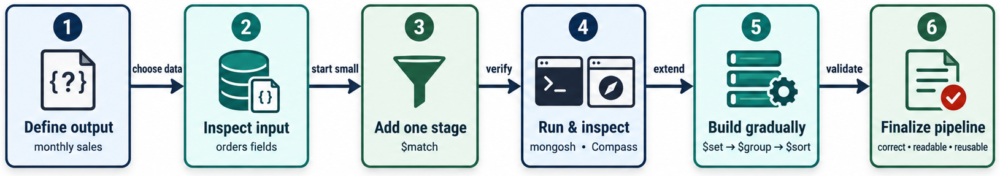 1
{?}
Define output
monthly sales
choose data
2
{}
Inspect input
orders fields
start small
3
Add one stage
$match
verify
4
>_
Run & inspect
mongosh • Compass
extend
5
Build gradually
$set → $group → $sort
validate
6
Finalize pipeline
correct • readable • reusable